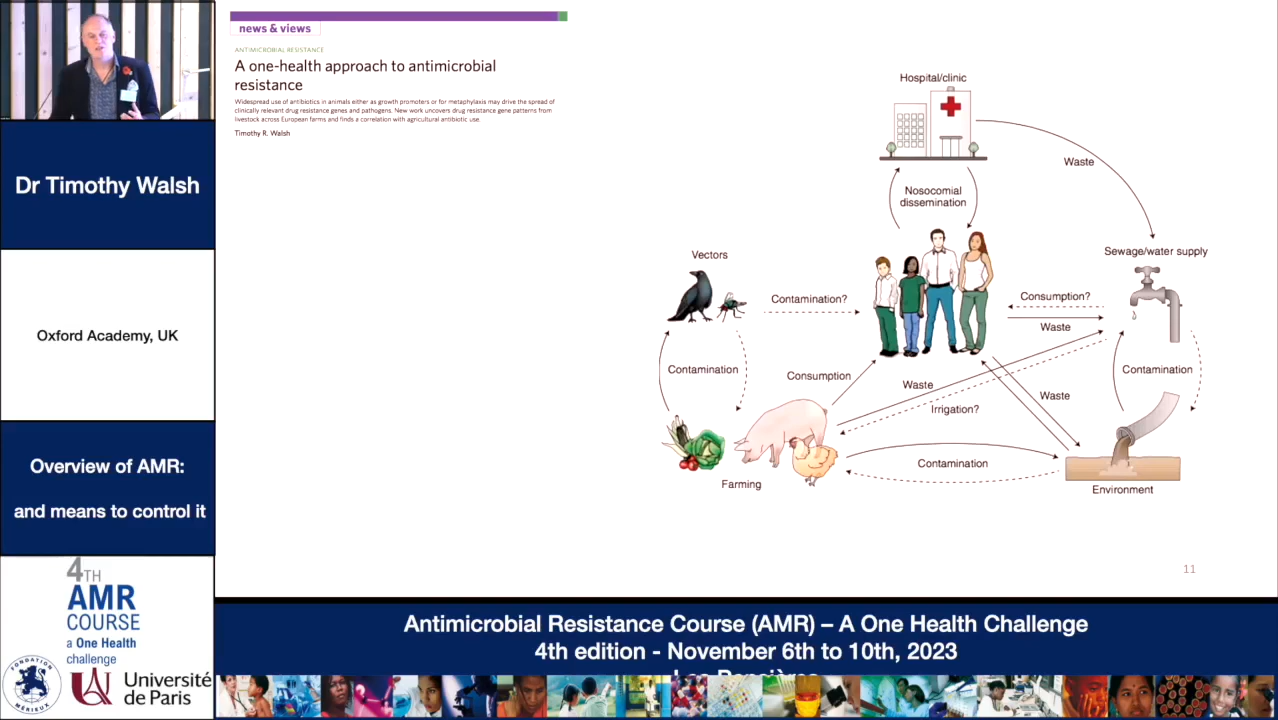 news & views
ANTIMICROBIAL RESISTANCE
A one-health approach to antimicrobial
resistance
Widespread use of antibiotics in animals either as growth promoters or for metaphylaxis may drive the spread of
clinically relevant drug resistance genes and pathogens. New work uncovers drug resistance gene patterns from
livestock across European farms and finds a correlation with agricultural antibiotic use.
Timothy R. Walsh
Dr Timothy Walsh
Oxford Academy, UK
Overview of AMR:
and means to control it
4TH
AMR
COURSE
a One Health
challenge
FONDATION
MÉRIEUX
Université
de Paris
Hospital/clinic
Waste
Nosocomial
dissemination
Vectors
Sewage/water supply
Contamination?
Consumption?
Waste
Contamination
Consumption
Contamination
Waste
Waste
Irrigation?
Contamination
Farming
Environment
11
Antimicrobial Resistance Course (AMR) – A One Health Challenge
4th edition - November 6th to 10th, 2023